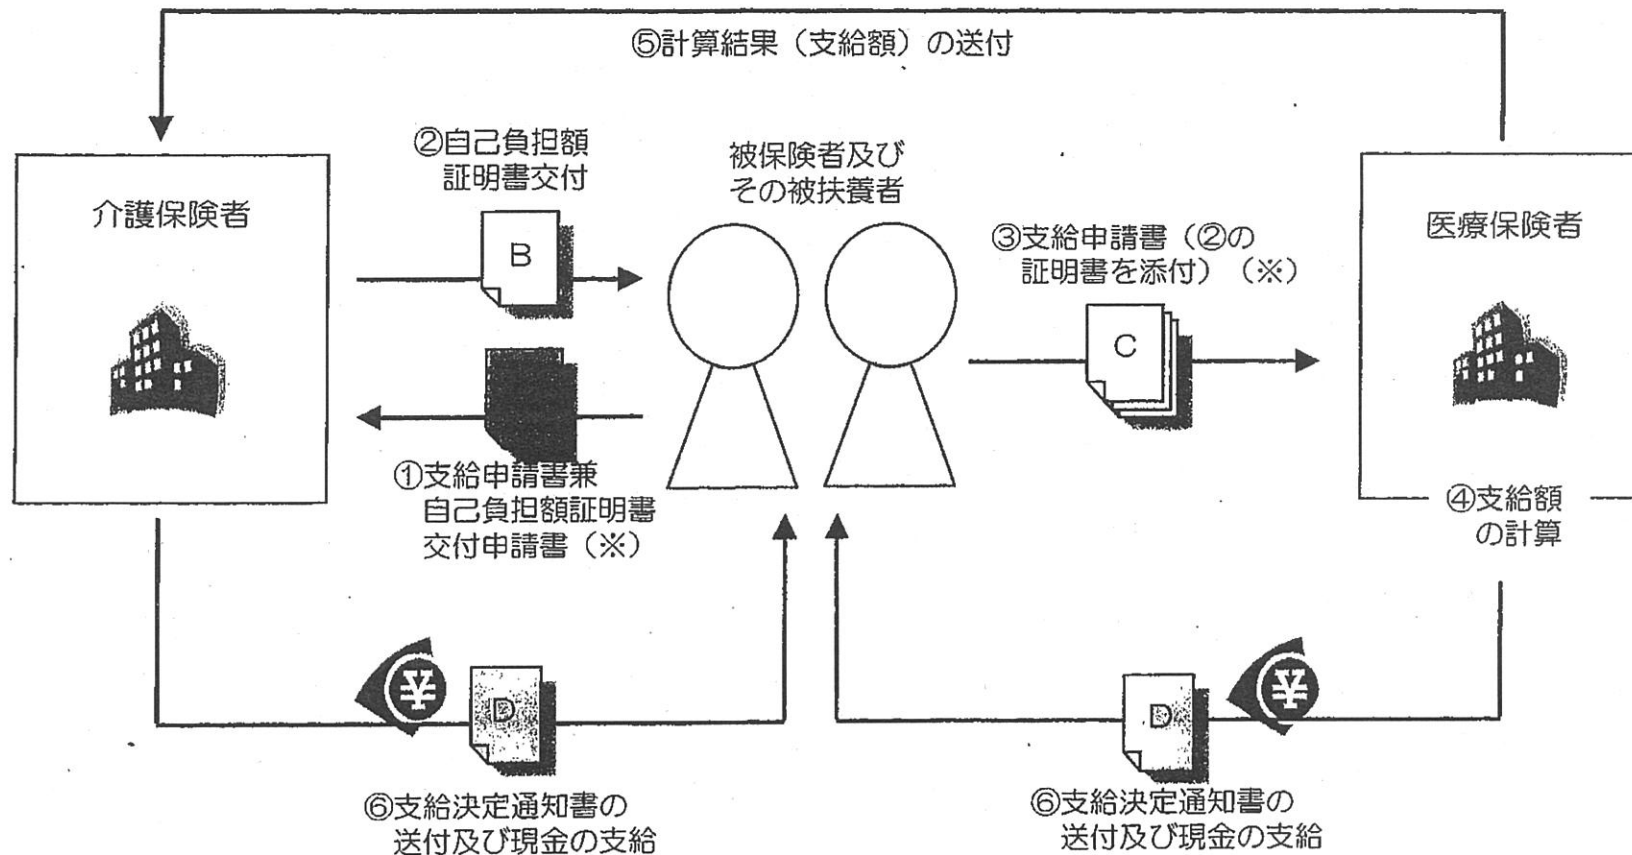 ⑤計算結果（支給額）の送付
②自己負担額
証明書交付
被保険者及び
その被扶養者
介護保険者
B
③支給申請書（②の
証明書を添付）（※）
医療保険者
C
①支給申請書兼
自己負担額証明書
交付申請書（※）
④支給額
の計算
¥
D
D
¥
⑥支給決定通知書の
送付及び現金の支給
⑥支給決定通知書の
送付及び現金の支給